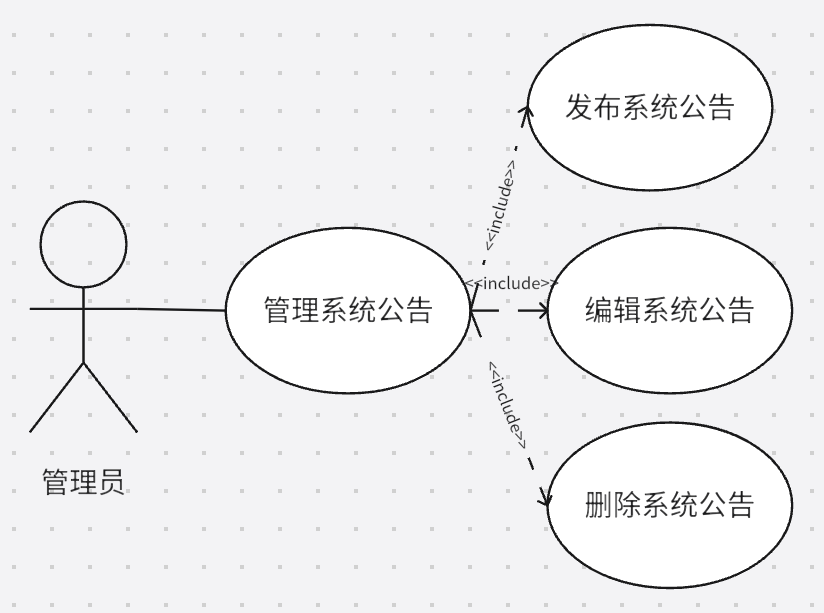 发布系统公告
<<include>>
<<include>>
管理系统公告
编辑系统公告
<<include>>
管理员
删除系统公告